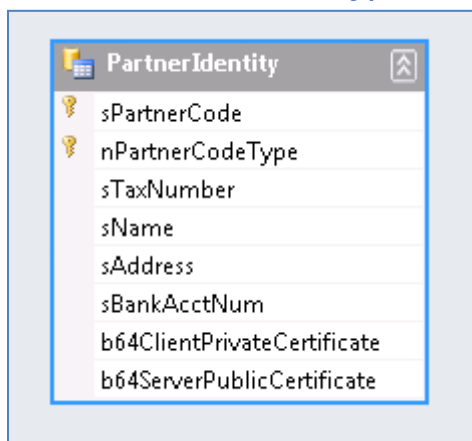 PartnerIdentity
sPartnerCode
nPartnerCodeType
sTaxNumber
sName
sAddress
sBankAcctNum
b64ClientPrivateCertificate
b64ServerPublicCertificate